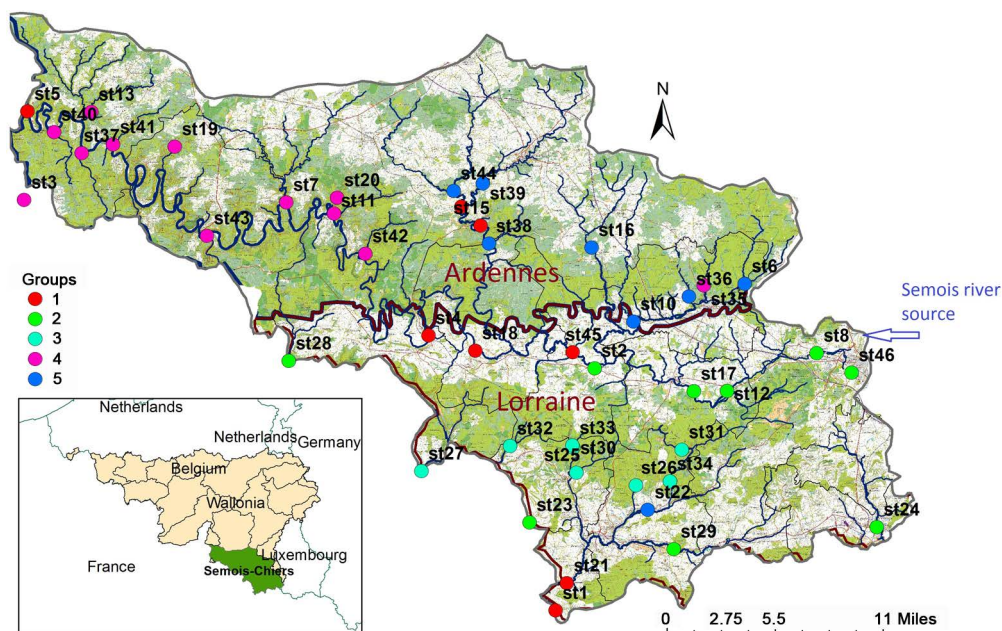 N
st5
st13
st40
st41
st37
st19
st3
st7
st20
st11
st43
st42
st44
st39
st15
st38
st16
st36
st6
st35
st10
Ardennes
Semois river
source
Groups
1
2
3
4
5
st4
st18
st45
st2
st8
st46
st28
st17
st12
Lorraine
st32
st33
st30
st31
st27
st25
st26
st34
st22
st23
st24
st29
st21
st1
Netherlands
Netherlands
Germany
Belgium
Wallonia
Luxembourg
France
Semois-Chiers
0 2.75 5.5 11 Miles